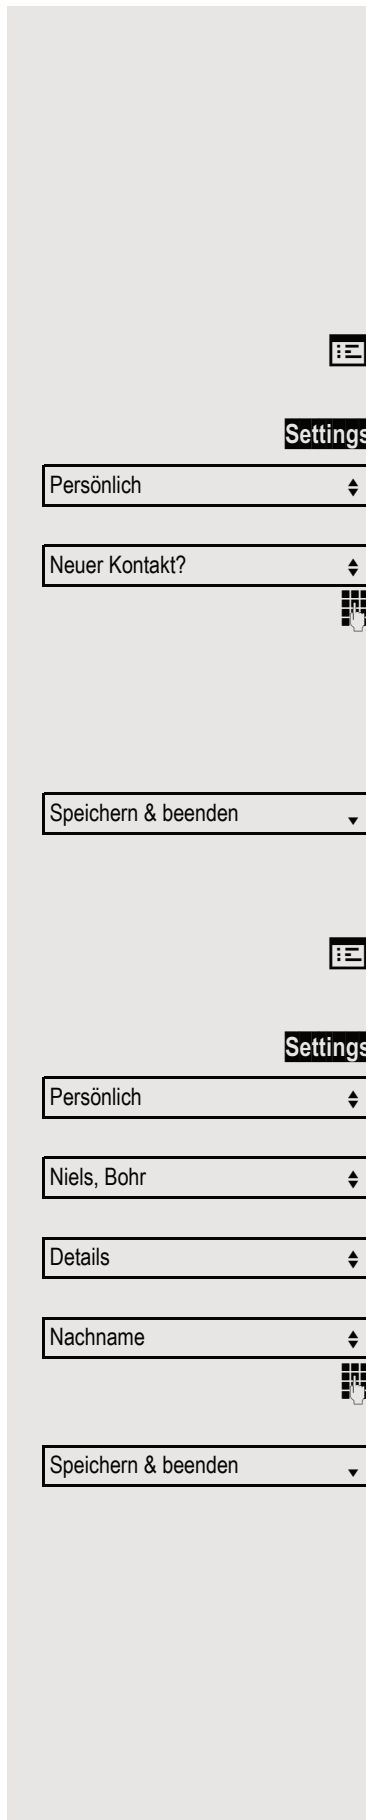 Settings
Persönlich
Neuer Kontakt?
Speichern & beenden
Settings
Persönlich
Niels, Bohr
Details
Nachname
Speichern & beenden